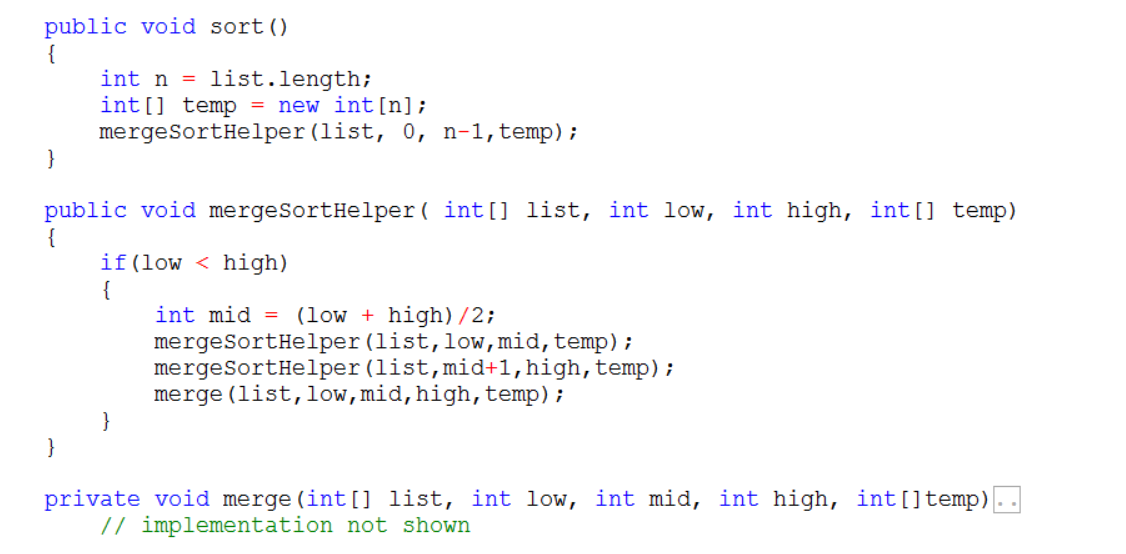 public void sort()
{
    int n = list.length;
    int[] temp = new int[n];
    mergeSortHelper(list, 0, n-1,temp);
}

public void mergeSortHelper( int[] list, int low, int high, int[] temp)
{
    if(low < high)
    {
        int mid = (low + high)/2;
        mergeSortHelper(list,low,mid,temp);
        mergeSortHelper(list,mid+1,high,temp);
        merge(list,low,mid,high,temp);
    }
}

private void merge(int[] list, int low, int mid, int high, int[]temp)..
    // implementation not shown